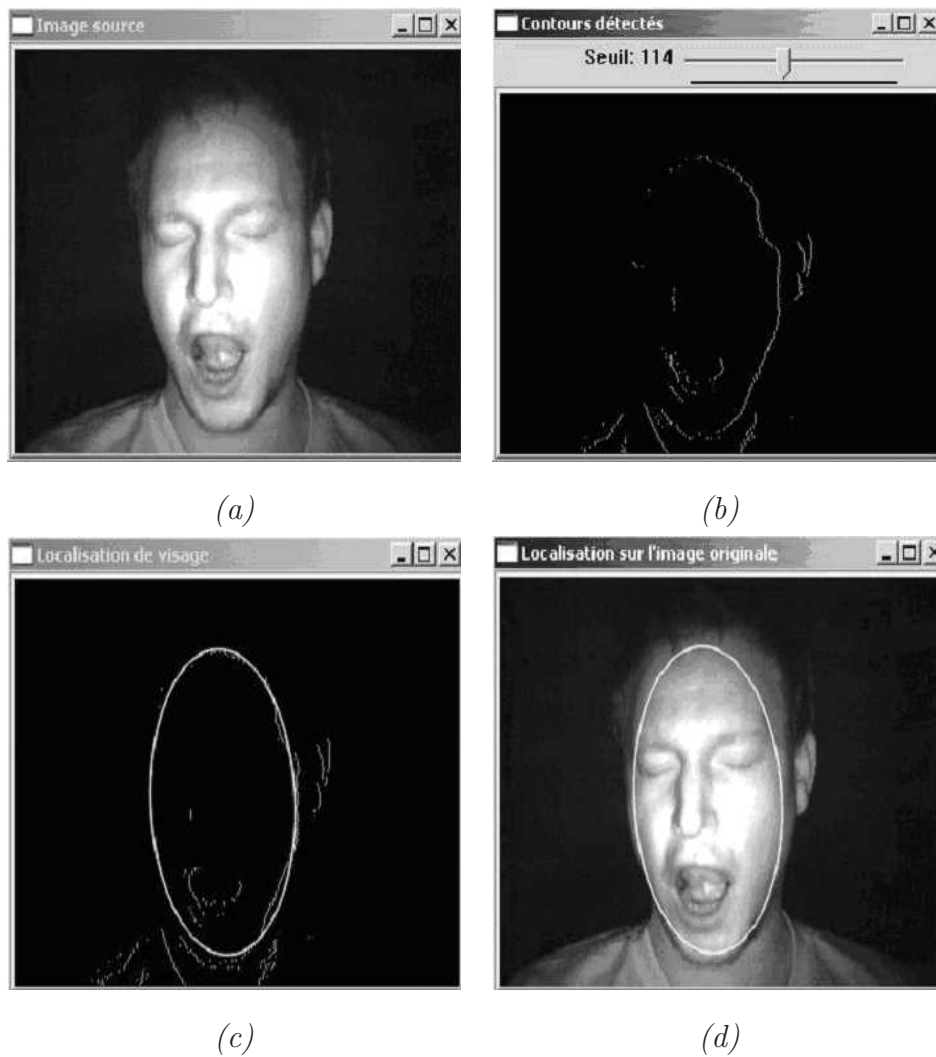 Image source
Contours détectés
Seuil: 114
(a)
(b)
Localisation de visage
Localisation sur l'image originale
(c)
(d)